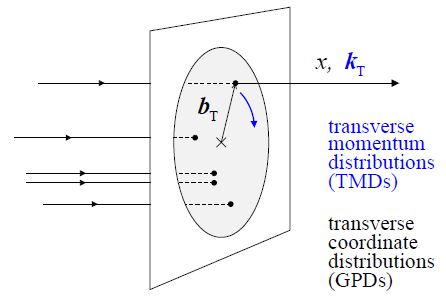 x, kT
bT
transverse
momentum
distributions
(TMDs)
transverse
coordinate
distributions
(GPDs)